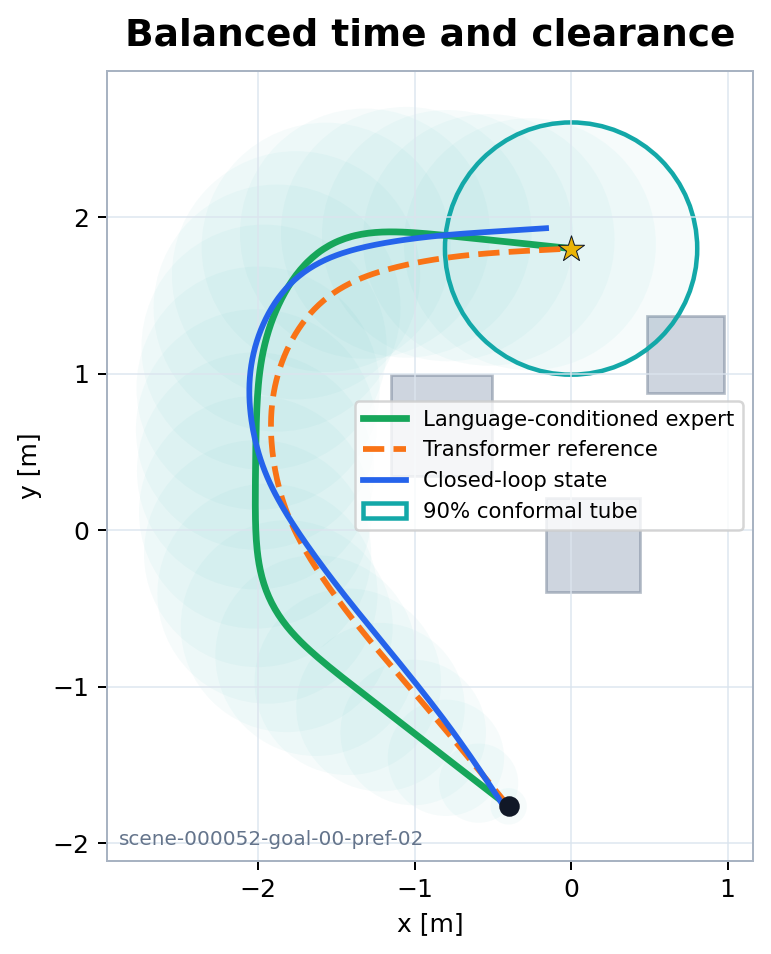 Balanced time and clearance
y [m]
2
1
0
−1
−2
Language-conditioned expert
Transformer reference
Closed-loop state
90% conformal tube
scene-000052-goal-00-pref-02
−2
−1
0
1
x [m]